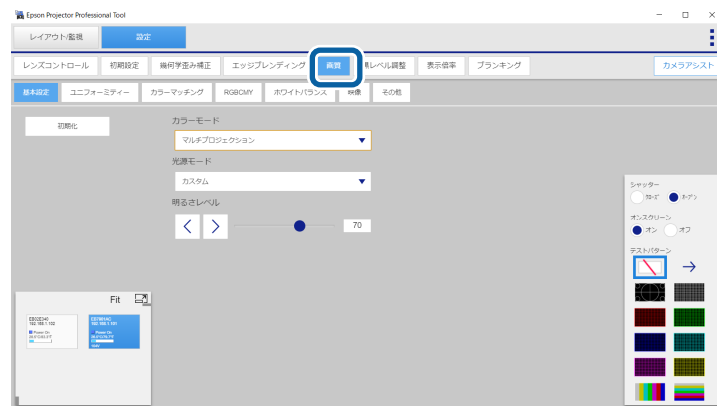 Epson Projector Professional Tool
レイアウト/監視 設定
レンズコントロール 初期設定 幾何学歪み補正 エッジブレンディング 画質 黒レベル調整 表示倍率 ブランキング カメラアシスト
基本設定 ユニフォーミティー カラーマッチング RGBCMY ホワイトバランス 映像 その他
初期化
カラーモード
マルチプロジェクション
光源モード
カスタム
明るさレベル
70
シャッター
クローズ オープン
オンスクリーン
オン オフ
テストパターン
Fit
192.168.1.102
192.168.1.101
Power On
Power On